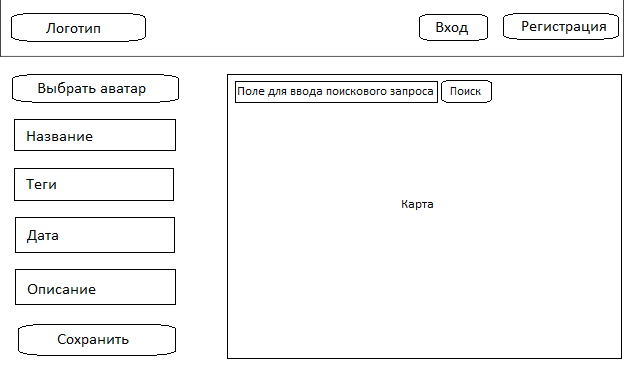 Логотип
Вход
Регистрация
Выбрать аватар
Название
Теги
Дата
Описание
Сохранить
Поле для ввода поискового запроса
Поиск
Карта